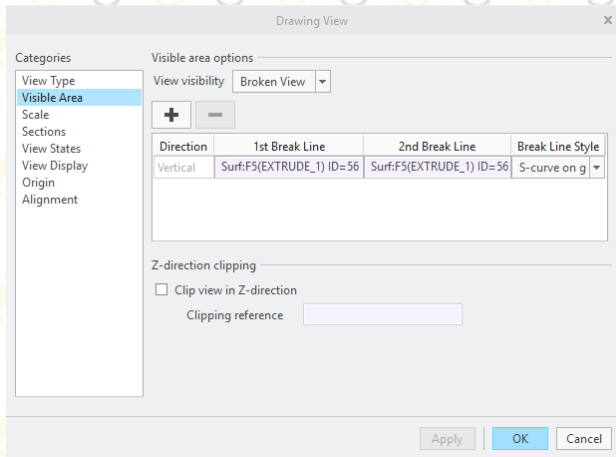 Drawing View
Categories
View Type
Visible Area
Scale
Sections
View States
View Display
Origin
Alignment
Visible area options
View visibility Broken View
Direction 1st Break Line 2nd Break Line Break Line Style
Vertical Surf:F5(EXTRUDE_1) ID=56 Surf:F5(EXTRUDE_1) ID=56 S-curve on g
Z-direction clipping
Clip view in Z-direction
Clipping reference
Apply OK Cancel